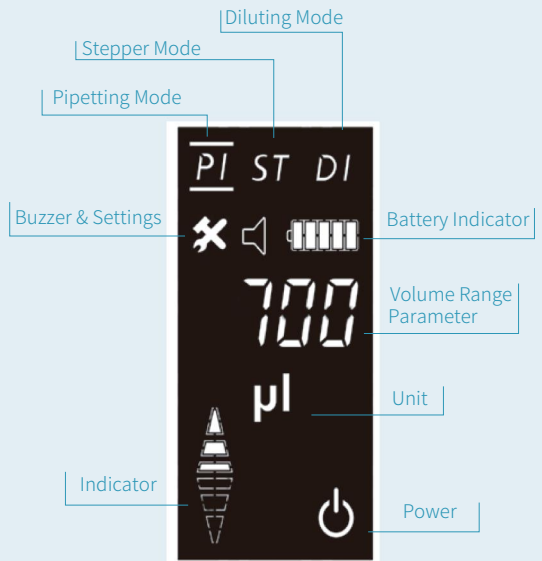 Diluting Mode
Stepper Mode
Pipetting Mode
PI ST DI
Buzzer & Settings
Battery Indicator
700
Volume Range
Parameter
µl
Unit
Indicator
Power